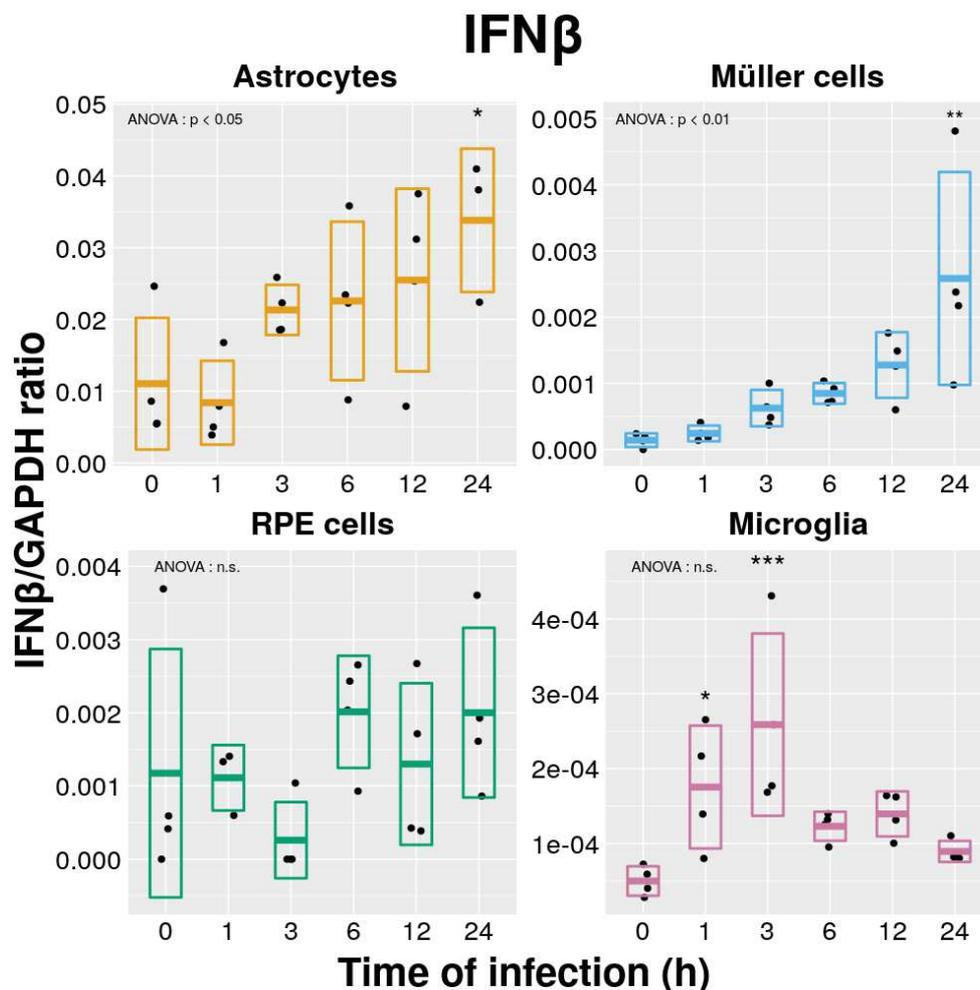 IFNβ
Astrocytes
Müller cells
IFNβ/GAPDH ratio
0.05
0.04
0.03
0.02
0.01
0.00
ANOVA : p < 0.05
*
0 1 3 6 12 24
0.005
0.004
0.003
0.002
0.001
0.000
ANOVA : p < 0.01
**
0 1 3 6 12 24
RPE cells
Microglia
0.004
0.003
0.002
0.001
0.000
ANOVA : n.s.
0 1 3 6 12 24
4e-04
3e-04
2e-04
1e-04
ANOVA : n.s.
***
*
0 1 3 6 12 24
Time of infection (h)